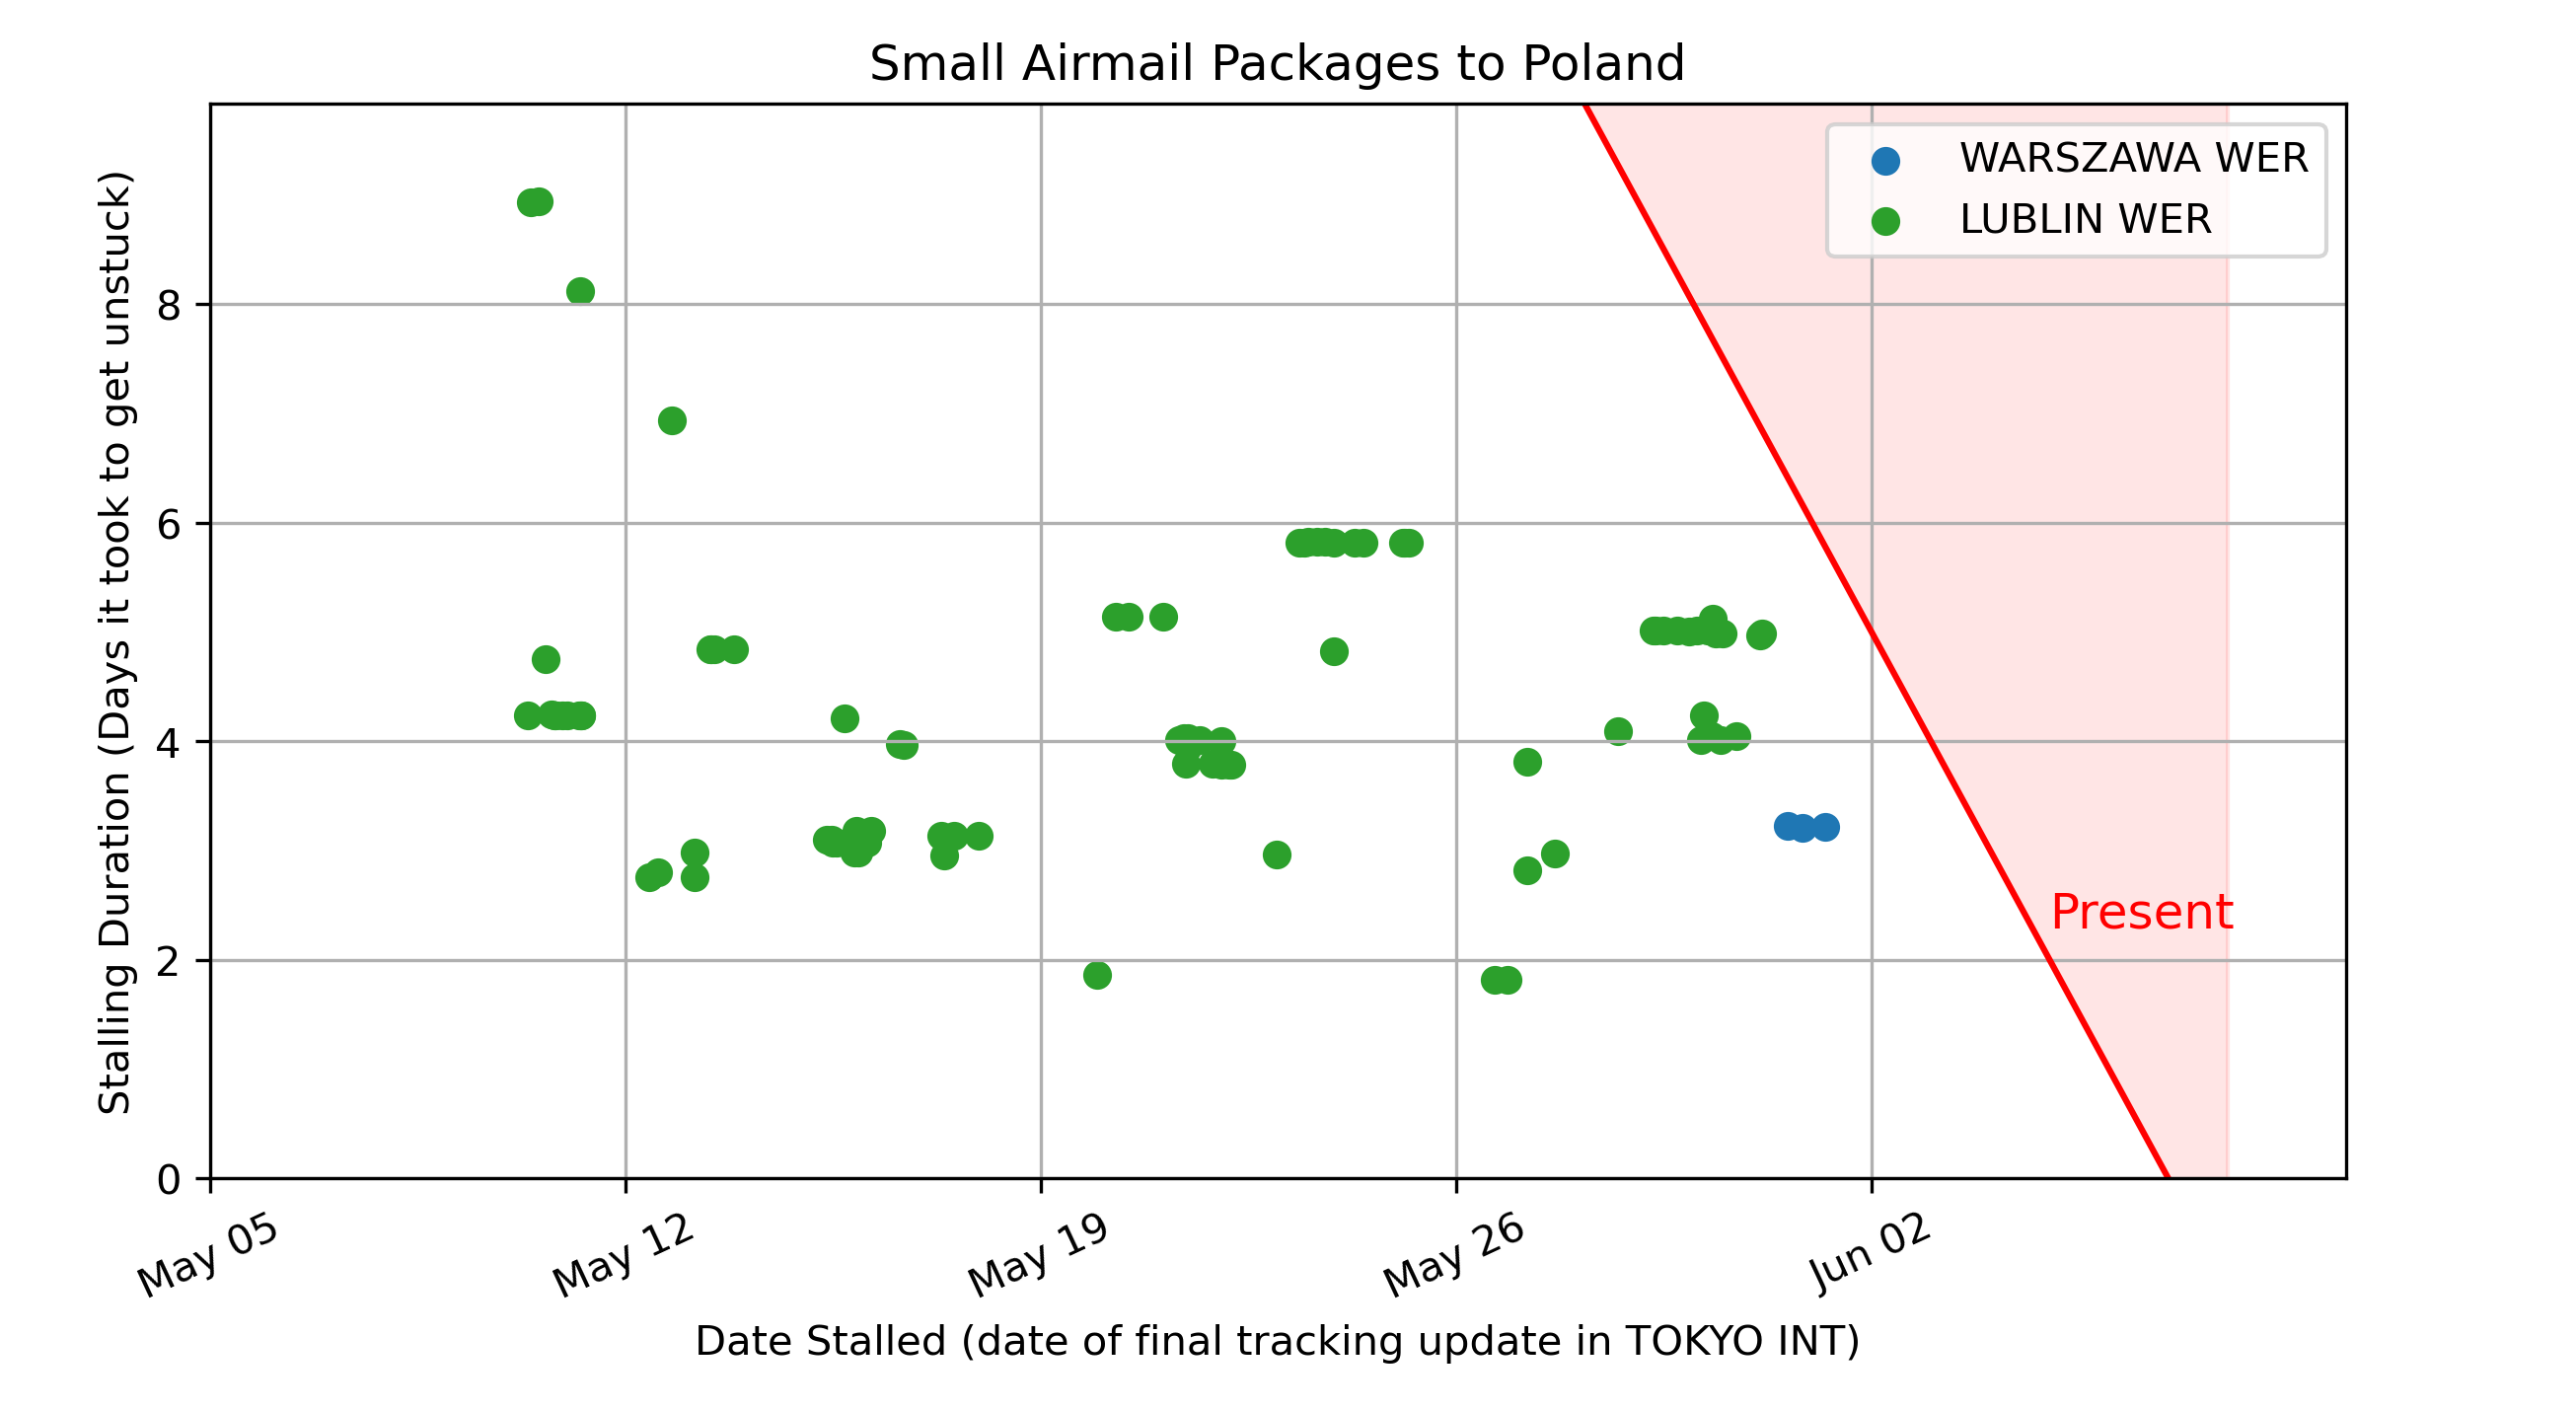 Small Airmail Packages to Poland
Stalling Duration (Days it took to get unstuck)
8
6
4
2
0
WARSZAWA WER
LUBLIN WER
Present
May 05
May 12
May 19
May 26
Jun 02
Date Stalled (date of final tracking update in TOKYO INT)